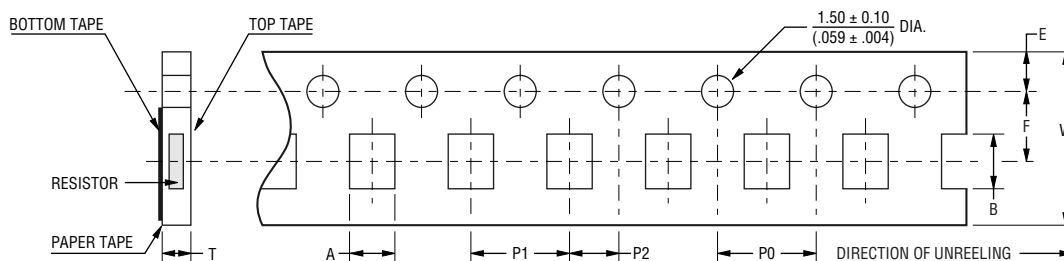 BOTTOM TAPE
TOP TAPE
1.50 ± 0.10
(.059 ± .004)
DIA.
E
F
B
RESISTOR
PAPER TAPE
T
A
P1
P2
P0
DIRECTION OF UNREELING